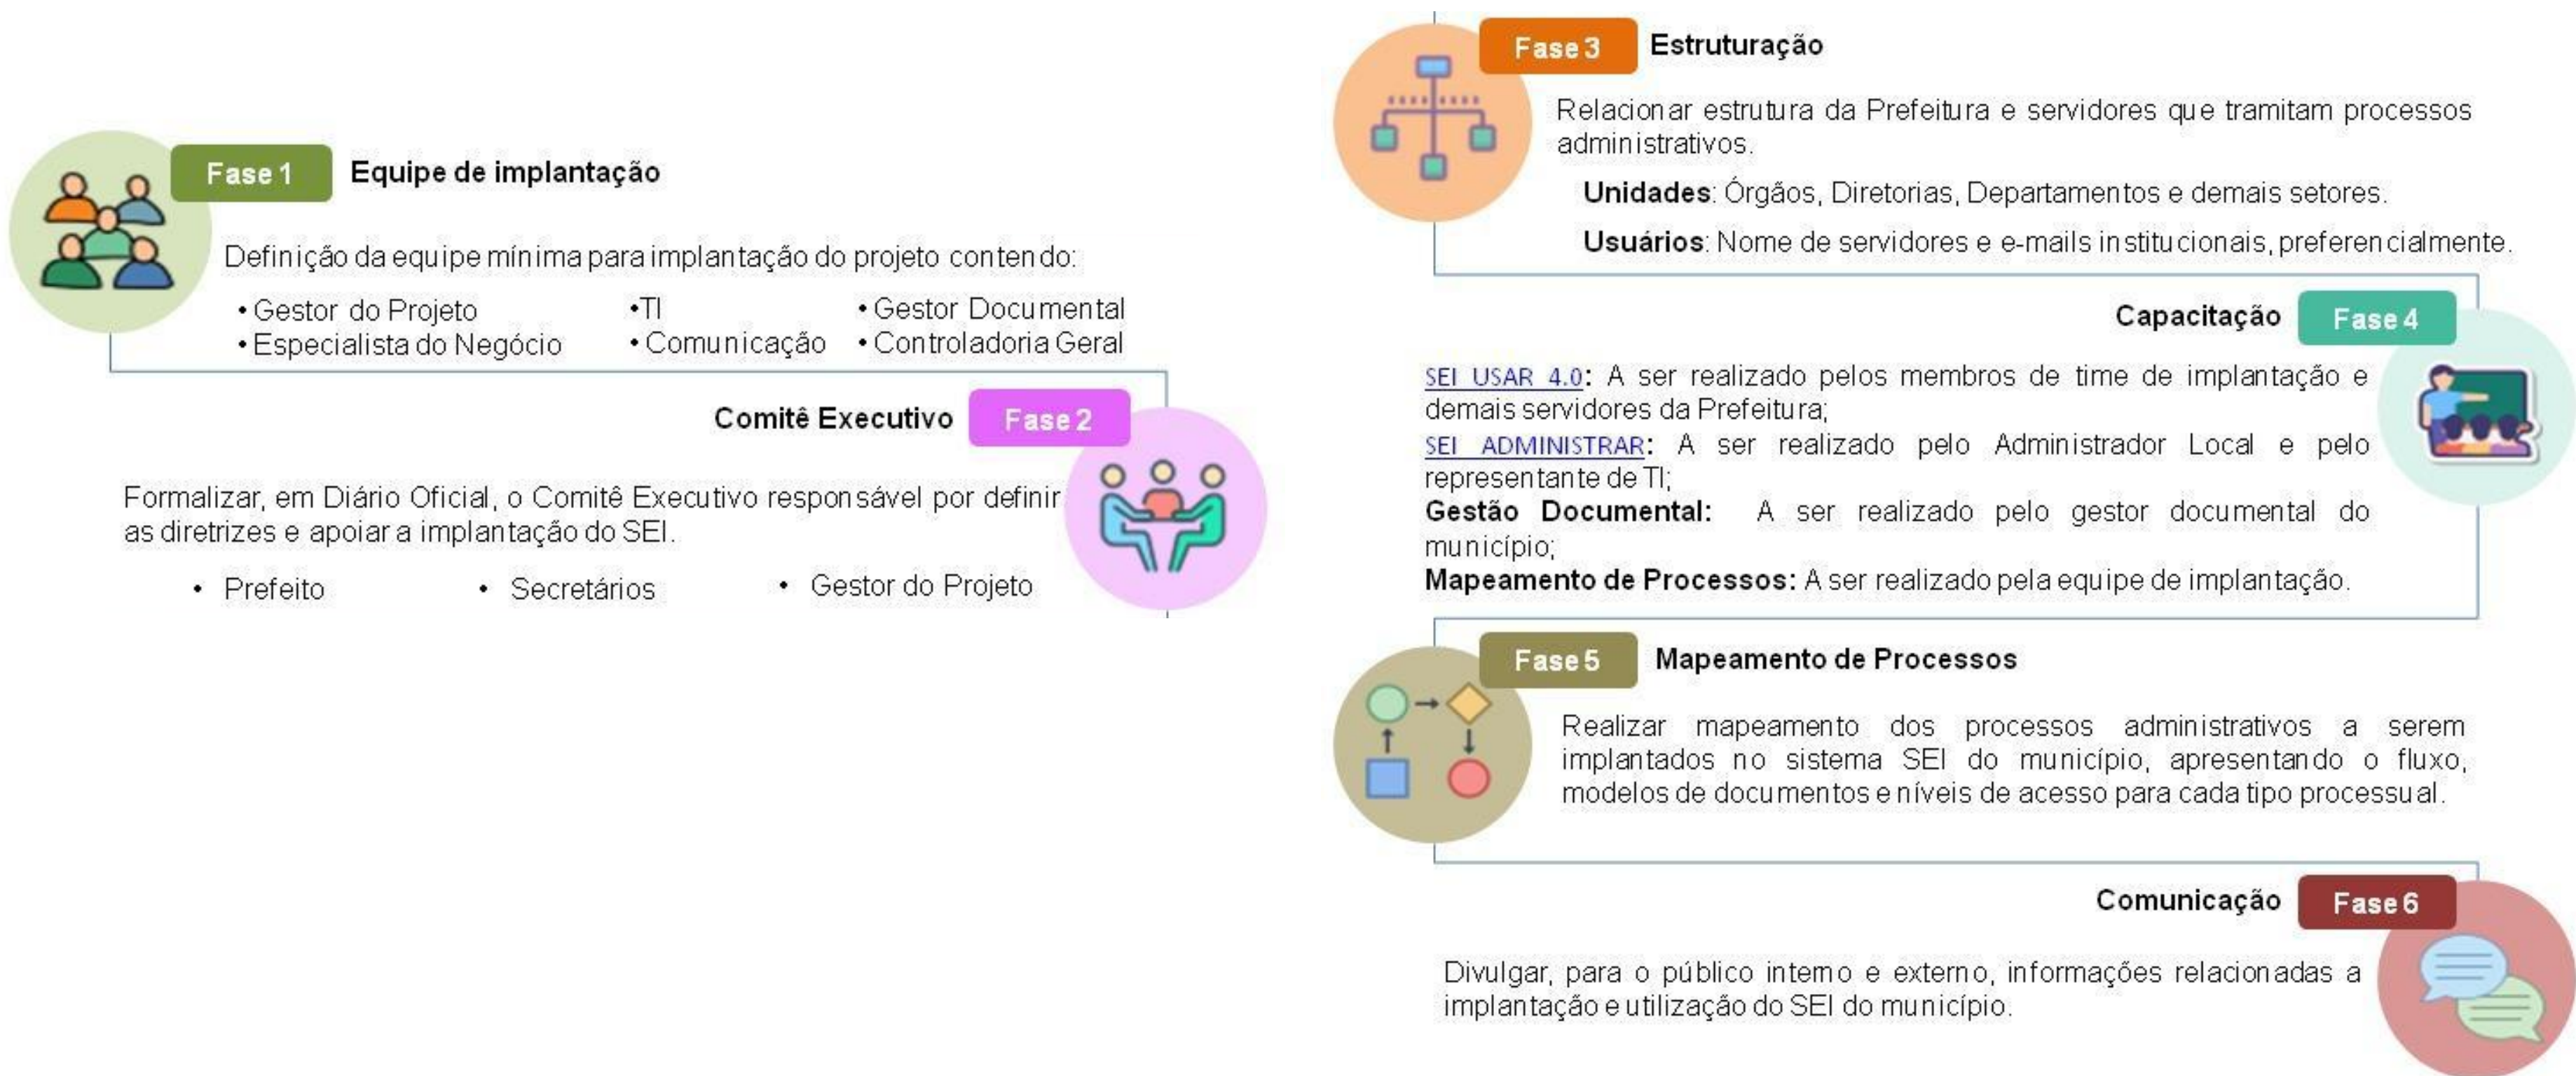 Fase 1 Equipe de implantação
Definição da equipe mínima para implantação do projeto contendo:
• Gestor do Projeto •TI • Gestor Documental
• Especialista do Negócio • Comunicação • Controladoria Geral
Comitê Executivo Fase 2
Formalizar, em Diário Oficial, o Comitê Executivo responsável por definir
as diretrizes e apoiar a implantação do SEI.
• Prefeito • Secretários • Gestor do Projeto
Fase 3 Estruturação
Relacionar estrutura da Prefeitura e servidores que tramitam processos
administrativos.
Unidades: Órgãos, Diretorias, Departamentos e demais setores.
Usuários: Nome de servidores e e-mails institucionais, preferencialmente.
Capacitação Fase 4
SEI USAR 4.0: A ser realizado pelos membros de time de implantação e
demais servidores da Prefeitura;
SEI ADMINISTRAR: A ser realizado pelo Administrador Local e pelo
representante de TI;
Gestão Documental: A ser realizado pelo gestor documental do
município;
Mapeamento de Processos: A ser realizado pela equipe de implantação.
Fase 5 Mapeamento de Processos
Realizar mapeamento dos processos administrativos a serem
implantados no sistema SEI do município, apresentando o fluxo,
modelos de documentos e níveis de acesso para cada tipo processual.
Comunicação Fase 6
Divulgar, para o público interno e externo, informações relacionadas a
implantação e utilização do SEI do município.